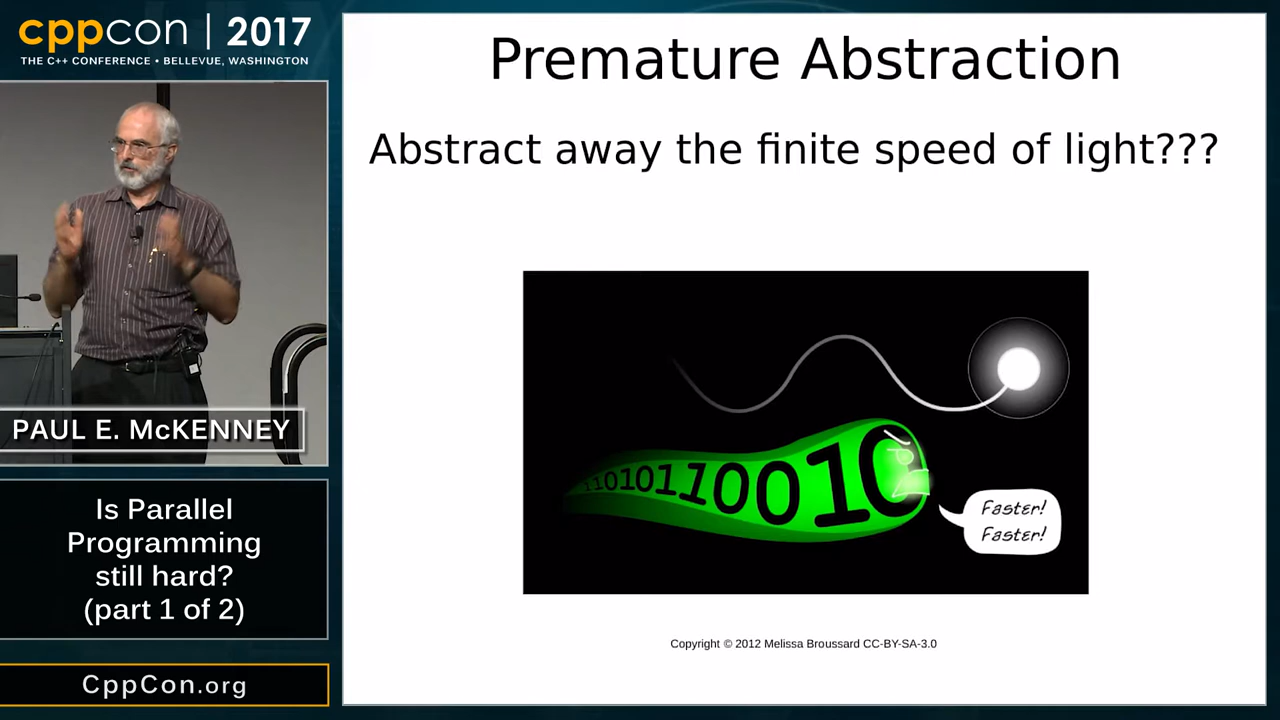 cppcon | 2017
THE C++ CONFERENCE • BELLEVUE, WASHINGTON
PAUL E. McKENNEY
Is Parallel
Programming
still hard?
(part 1 of 2)
CppCon.org
Premature Abstraction
Abstract away the finite speed of light???
110101110010
Faster!
Faster!
Copyright © 2012 Melissa Broussard CC-BY-SA-3.0